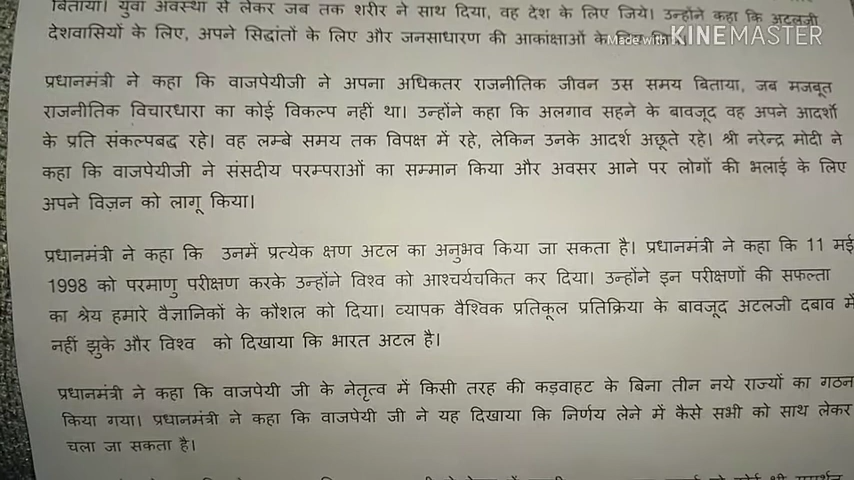 बिताया। युवा अवस्था से लेकर जब तक शरीर ने साथ दिया, वह देश के लिए जिये। उन्होंने कहा कि अटलजी
देशवासियों के लिए, अपने सिद्धांतों के लिए और जनसाधारण की आकांक्षाओं के
Made with KINEMASTER
प्रधानमंत्री ने कहा कि वाजपेयीजी ने अपना अधिकतर राजनीतिक जीवन उस समय बिताया, जब मजबूत
राजनीतिक विचारधारा का कोई विकल्प नहीं था। उन्होंने कहा कि अलगाव सहने के बावजूद वह अपने आदर्शों
के प्रति संकल्पबद्ध रहे। वह लम्बे समय तक विपक्ष में रहे, लेकिन उनके आदर्श अछूते रहे। श्री नरेन्द्र मोदी ने
कहा कि वाजपेयीजी ने संसदीय परम्पराओं का सम्मान किया और अवसर आने पर लोगों की भलाई के लिए
अपने विज़न को लागू किया।
प्रधानमंत्री ने कहा कि उनमें प्रत्येक क्षण अटल का अनुभव किया जा सकता है। प्रधानमंत्री ने कहा कि 11 मई
1998 को परमाणु परीक्षण करके उन्होंने विश्व को आश्चर्यचकित कर दिया। उन्होंने इन परीक्षणों की सफल्ता
का श्रेय हमारे वैज्ञानिकों के कौशल को दिया। व्यापक वैश्विक प्रतिकूल प्रतिक्रिया के बावजूद अटलजी दबाव में
नहीं झुके और विश्व को दिखाया कि भारत अटल है।
प्रधानमंत्री ने कहा कि वाजपेयी जी के नेतृत्व में किसी तरह की कड़वाहट के बिना तीन नये राज्यों का गठन
किया गया। प्रधानमंत्री ने कहा कि वाजपेयी जी ने यह दिखाया कि निर्णय लेने में कैसे सभी को साथ लेकर
चला जा सकता है।